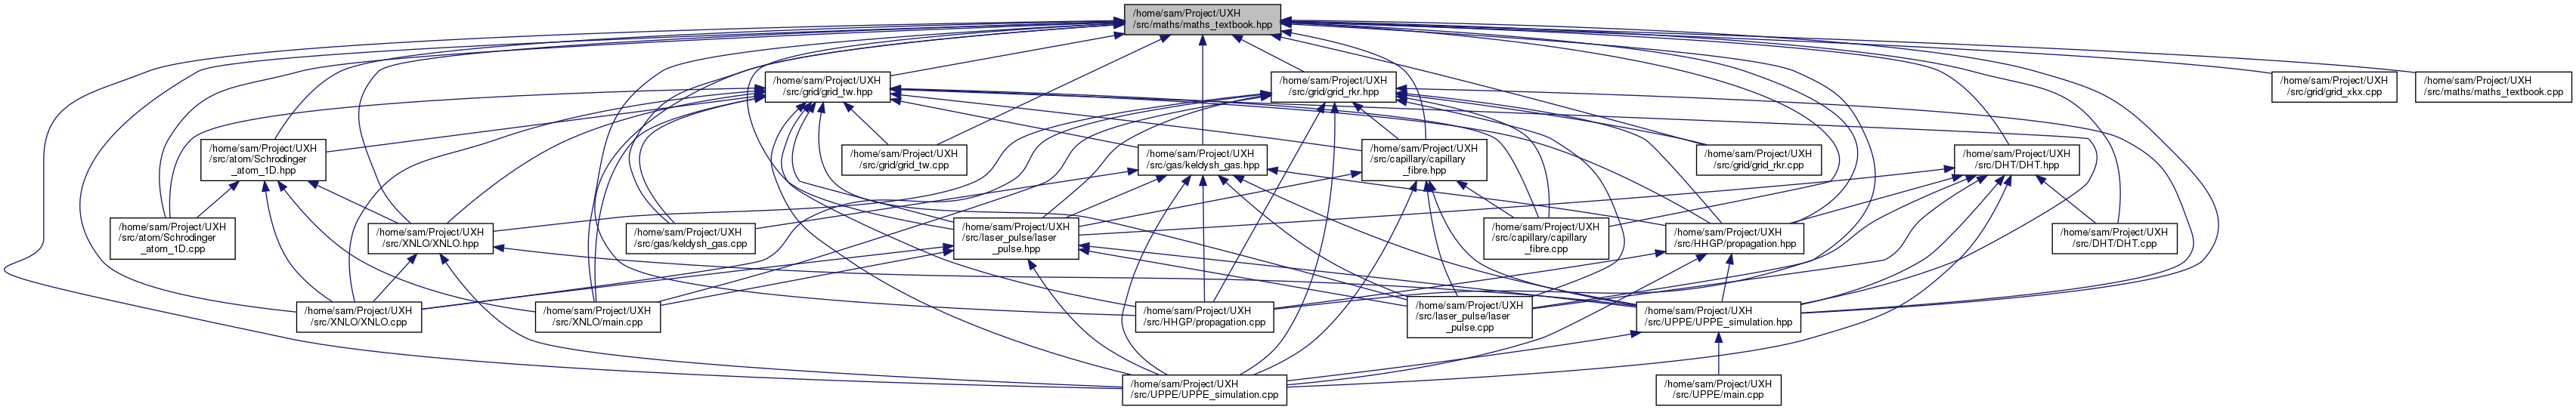 /home/sam/Project/UXH
/src/maths/maths_textbook.hpp
/home/sam/Project/UXH
/src/grid/grid_tw.hpp
/home/sam/Project/UXH
/src/grid/grid_rkr.hpp
/home/sam/Project/UXH
/src/grid/grid_xkx.cpp
/home/sam/Project/UXH
/src/maths/maths_textbook.cpp
/home/sam/Project/UXH
/src/atom/Schrodinger
_atom_1D.hpp
/home/sam/Project/UXH
/src/grid/grid_tw.cpp
/home/sam/Project/UXH
/src/gas/keldysh_gas.hpp
/home/sam/Project/UXH
/src/capillary/capillary
_fibre.hpp
/home/sam/Project/UXH
/src/grid/grid_rkr.cpp
/home/sam/Project/UXH
/src/DHT/DHT.hpp
/home/sam/Project/UXH
/src/atom/Schrodinger
_atom_1D.cpp
/home/sam/Project/UXH
/src/XNLO/XNLO.hpp
/home/sam/Project/UXH
/src/gas/keldysh_gas.cpp
/home/sam/Project/UXH
/src/laser_pulse/laser
_pulse.hpp
/home/sam/Project/UXH
/src/capillary/capillary
_fibre.cpp
/home/sam/Project/UXH
/src/HHGP/propagation.hpp
/home/sam/Project/UXH
/src/DHT/DHT.cpp
/home/sam/Project/UXH
/src/XNLO/XNLO.cpp
/home/sam/Project/UXH
/src/XNLO/main.cpp
/home/sam/Project/UXH
/src/HHGP/propagation.cpp
/home/sam/Project/UXH
/src/laser_pulse/laser
_pulse.cpp
/home/sam/Project/UXH
/src/UPPE/UPPE_simulation.hpp
/home/sam/Project/UXH
/src/UPPE/UPPE_simulation.cpp
/home/sam/Project/UXH
/src/UPPE/main.cpp